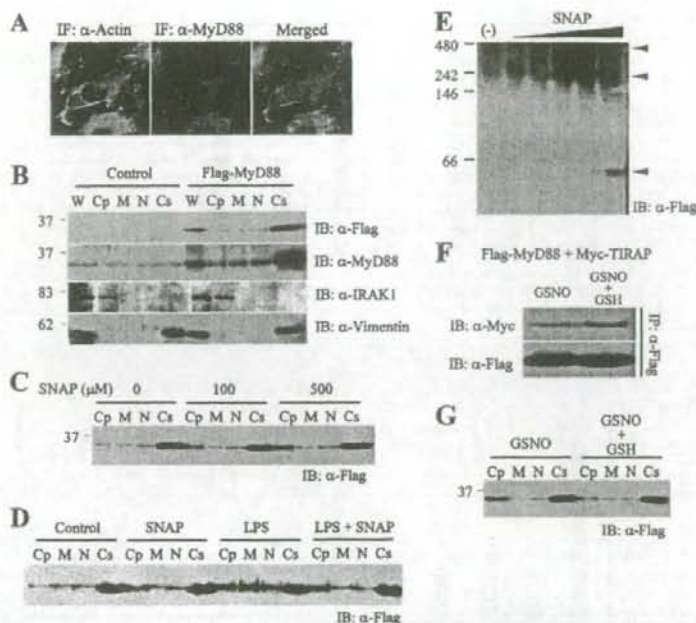 A
IF: α-Actin IF: α-MyD88 Merged
B
Control Flag-MyD88
W Cp M N Cs W Cp M N Cs
37 IB: α-Flag
37 IB: α-MyD88
83 IB: α-IRAK1
62 IB: α-Vimentin
C
SNAP (μM) 0 100 500
Cp M N Cs Cp M N Cs Cp M N Cs
37
IB: α-Flag
D
Control SNAP LPS LPS + SNAP
Cp M N Cs Cp M N Cs Cp M N Cs Cp M N Cs
IB: α-Flag
E
SNAP
(-)
480
242
146
66
IB: α-Flag
F
Flag-MyD88 + Myc-TIRAP
GSNO GSNO + GSH
IB: α-Myc
IB: α-Flag
IP: α-Flag
G
GSNO GSNO + GSH
Cp M N Cs Cp M N Cs
37
IB: α-Flag